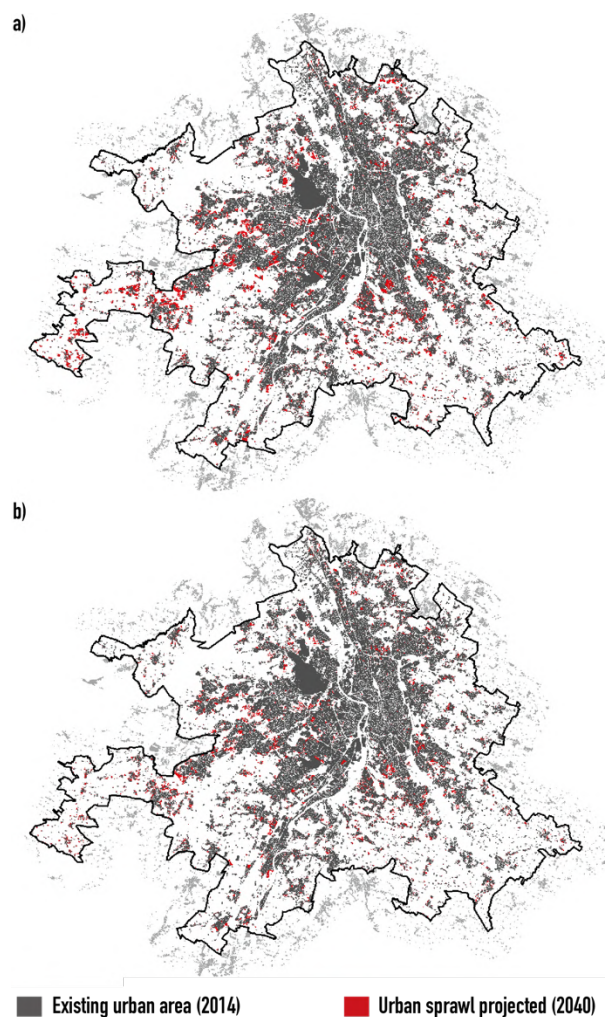 a)
b)
Existing urban area (2014)
Urban sprawl projected (2040)